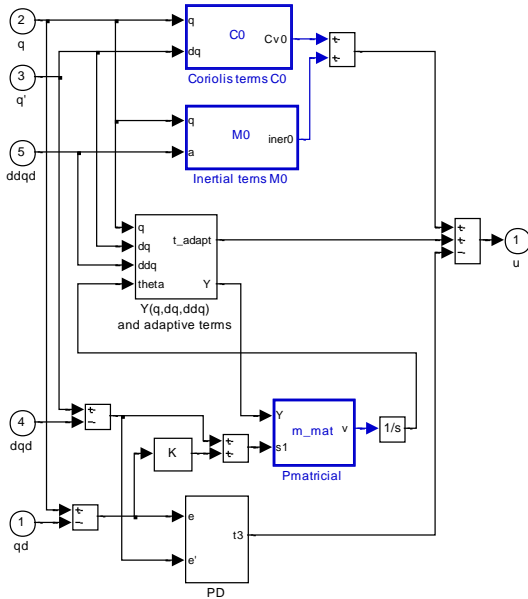 2
q
3
q'
5
ddqd
q
dq
C0
Cv0
Coriolis terms C0
+
+
q
a
M0
iner0
Inertial terns M0
q
dq
ddq
theta
t_adapt
Y
Y(q,dq,ddq)
and adaptive terms
+
+
−
1
u
4
dqd
+
−
K
+
+
Y
s1
m_mat
v
Pmatricial
1/s
1
qd
+
−
e
e'
t3
PD